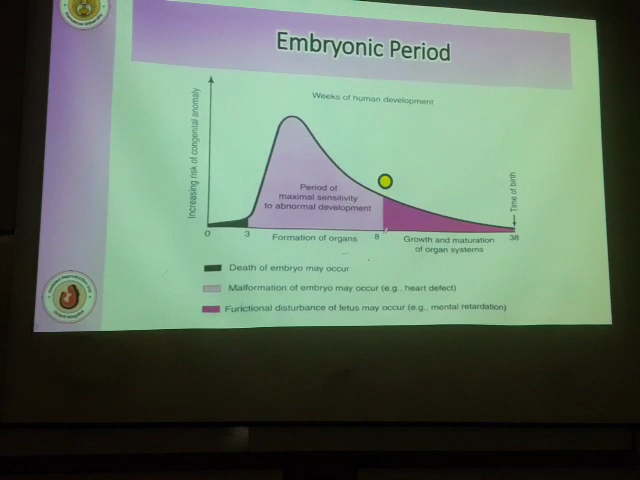 Embryonic Period
Weeks of human development
Increasing risk of congenital anomaly
Period of
maximal sensitivity
to abnormal development
Time of birth
0
3
Formation of organs
8
Growth and maturation
of organ systems
38
Death of embryo may occur
Malformation of embryo may occur (e.g., heart defect)
Functional disturbance of fetus may occur (e.g., mental retardation)